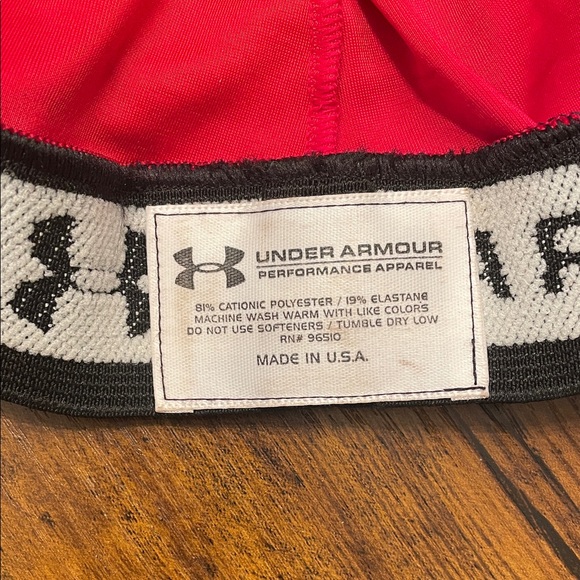 UNDER ARMOUR
PERFORMANCE APPAREL
81% CATIONIC POLYESTER / 19% ELASTANE
MACHINE WASH WARM WITH LIKE COLORS
DO NOT USE SOFTENERS / TUMBLE DRY LOW
RN# 96510
MADE IN U.S.A.